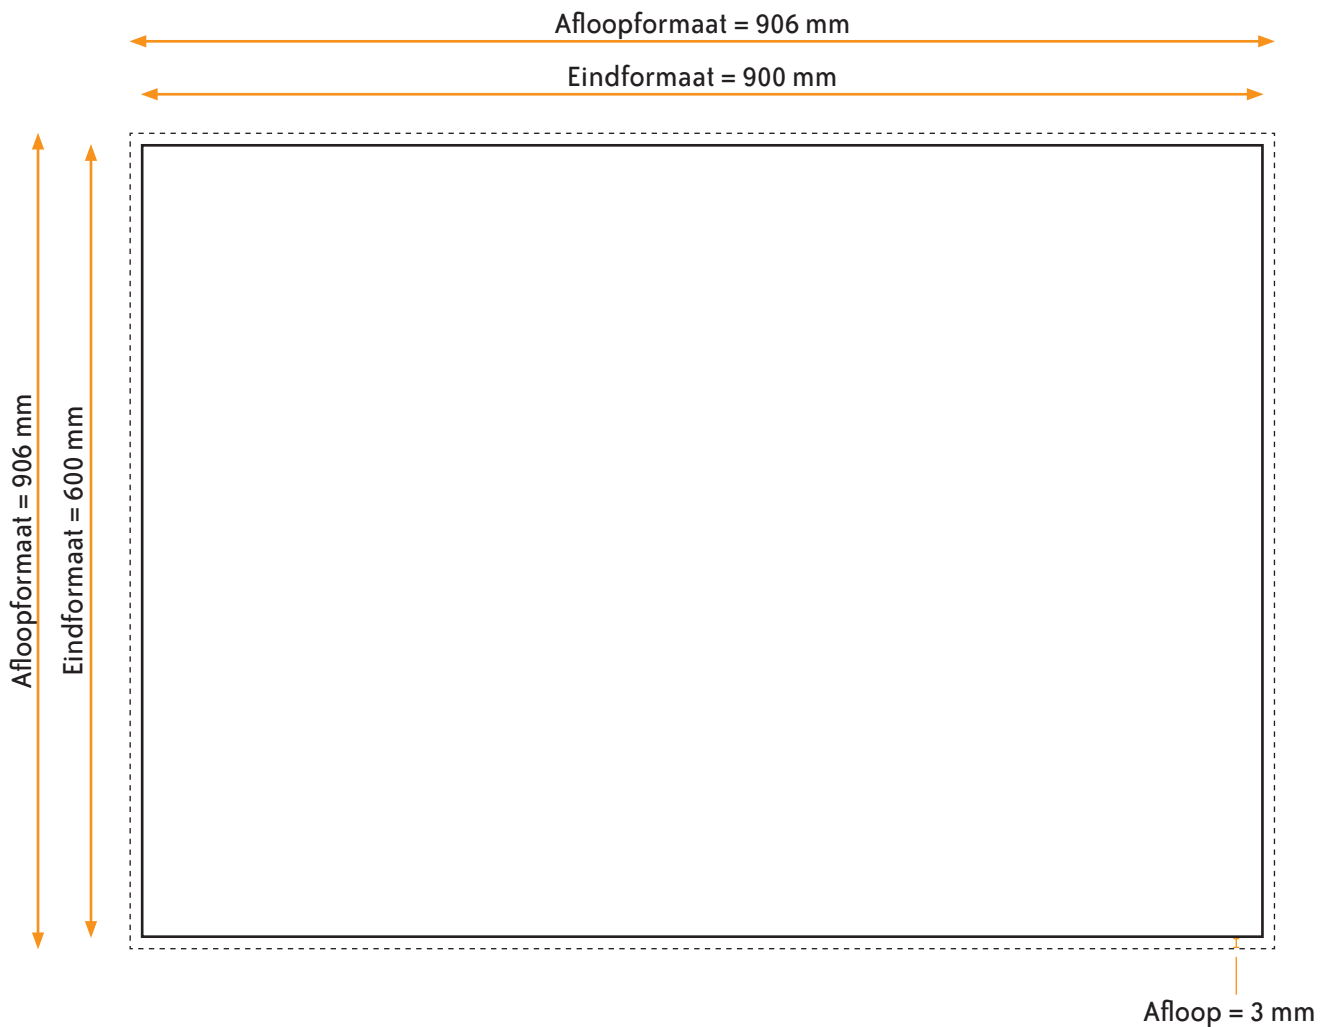 Afloopformaat = 906 mm
Eindformaat = 900 mm
Afloopformaat = 906 mm
Eindformaat = 600 mm
Afloop = 3 mm